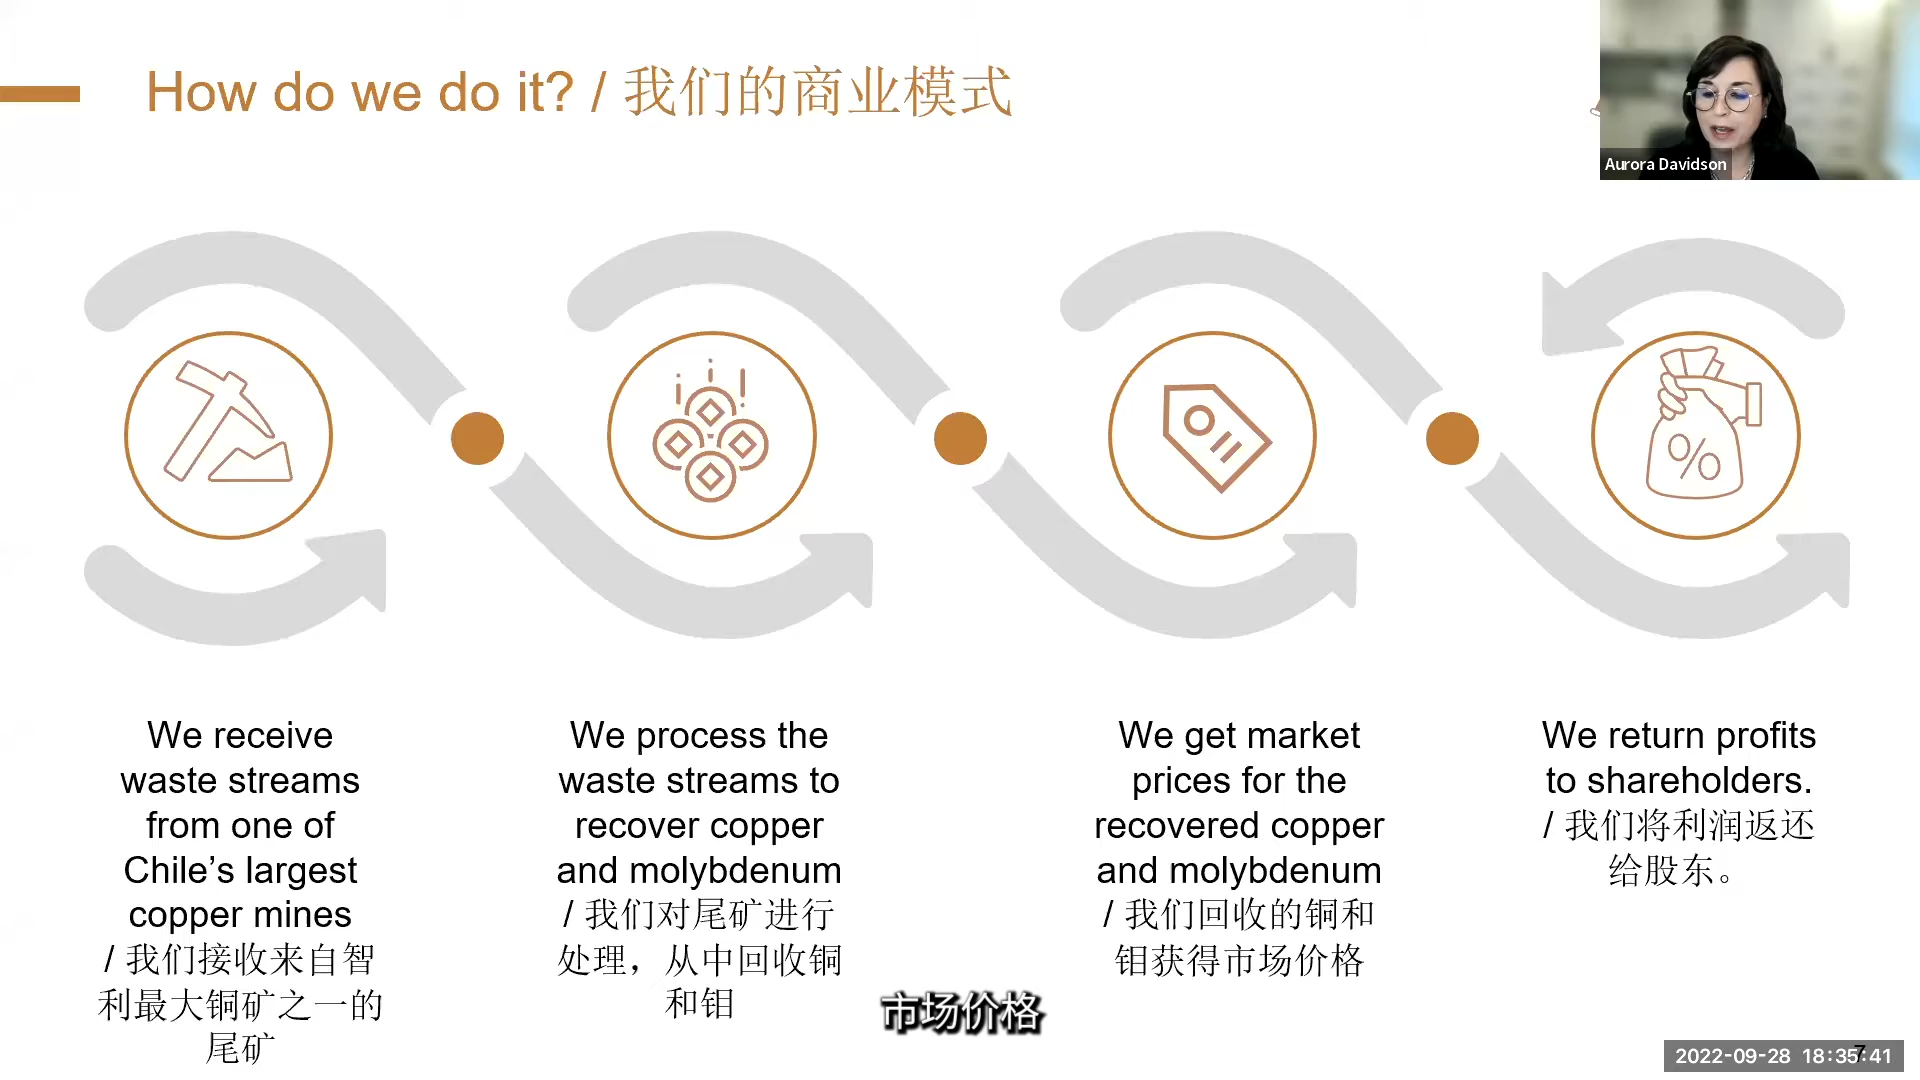 How do we do it? / 我们的商业模式
Aurora Davidson
We receive
waste streams
from one of
Chile’s largest
copper mines
/ 我们接收来自智
利最大铜矿之一的
尾矿
We process the
waste streams to
recover copper
and molybdenum
/ 我们对尾矿进行
处理，从中回收铜
和钼
We get market
prices for the
recovered copper
and molybdenum
/ 我们回收的铜和
钼获得市场价格
We return profits
to shareholders.
/ 我们将利润返还
给股东。
市场价格
7
2022-09-28 18:35:41